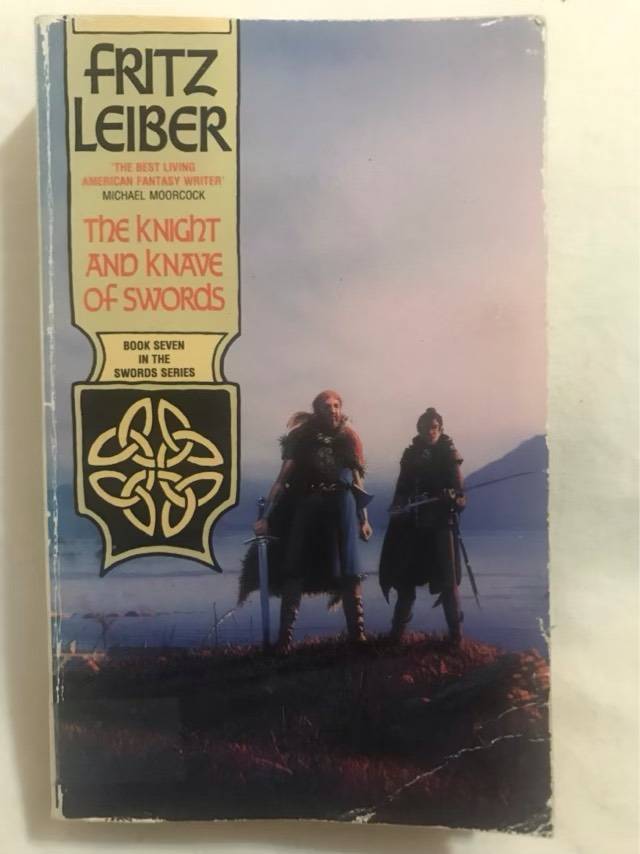 FRITZ
LEIBER
'THE BEST LIVING
AMERICAN FANTASY WRITER'
MICHAEL MOORCOCK
The KNIGHT
AND KNAVE
OF SWORDS
BOOK SEVEN
IN THE
SWORDS SERIES